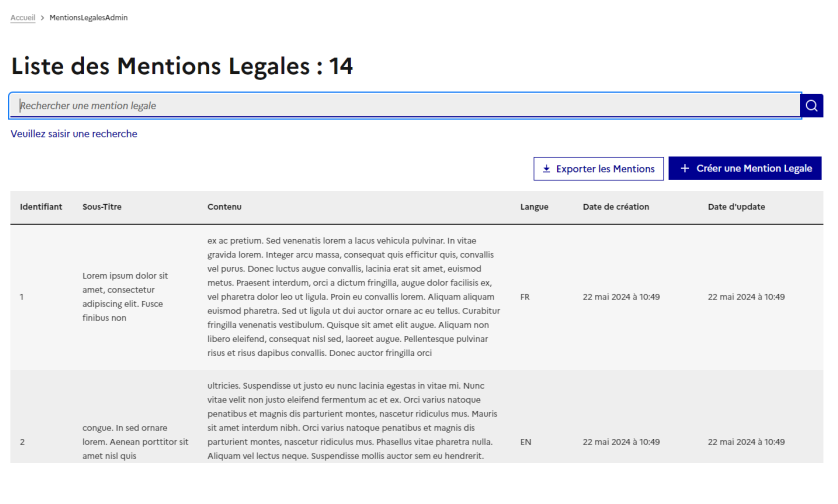 Accueil > MentionsLegalesAdmin
Liste des Mentions Legales : 14
Rechercher une mention legale
Veuillez saisir une recherche
Exporter les Mentions
+ Créer une Mention Legale
Identifiant Sous-Titre Contenu Langue Date de création Date d'update
1
Lorem ipsum dolor sit
amet, consectetur
adipiscing elit. Fusce
finibus non
ex ac pretium. Sed venenatis lorem a lacus vehicula pulvinar. In vitae
gravida lorem. Integer arcu massa, consequat quis efficitur quis, convallis
vel purus. Donec luctus augue convallis, lacinia erat sit amet, euismod
metus. Praesent interdum, orci a dictum fringilla, augue dolor facilisis ex,
vel pharetra dolor leo ut ligula. Proin eu convallis lorem. Aliquam aliquam
euismod pharetra. Sed ut ligula ut dui auctor ornare ac eu tellus. Curabitur
fringilla venenatis vestibulum. Quisque sit amet elit augue. Aliquam non
libero eleifend, consequat nisl sed, laoreet augue. Pellentesque pulvinar
risus et risus dapibus convallis. Donec auctor fringilla orci
FR
22 mai 2024 à 10:49
22 mai 2024 à 10:49
2
congue. In sed ornare
lorem. Aenean porttitor sit
amet nisl quis
ultricies. Suspendisse ut justo eu nunc lacinia egestas in vitae mi. Nunc
vitae velit non justo eleifend fermentum ac et ex. Orci varius natoque
penatibus et magnis dis parturient montes, nascetur ridiculus mus. Mauris
sit amet interdum nibh. Orci varius natoque penatibus et magnis dis
parturient montes, nascetur ridiculus mus. Phasellus vitae pharetra nulla.
Aliquam vel lectus neque. Suspendisse mollis auctor sem eu hendrerit.
EN
22 mai 2024 à 10:49
22 mai 2024 à 10:49